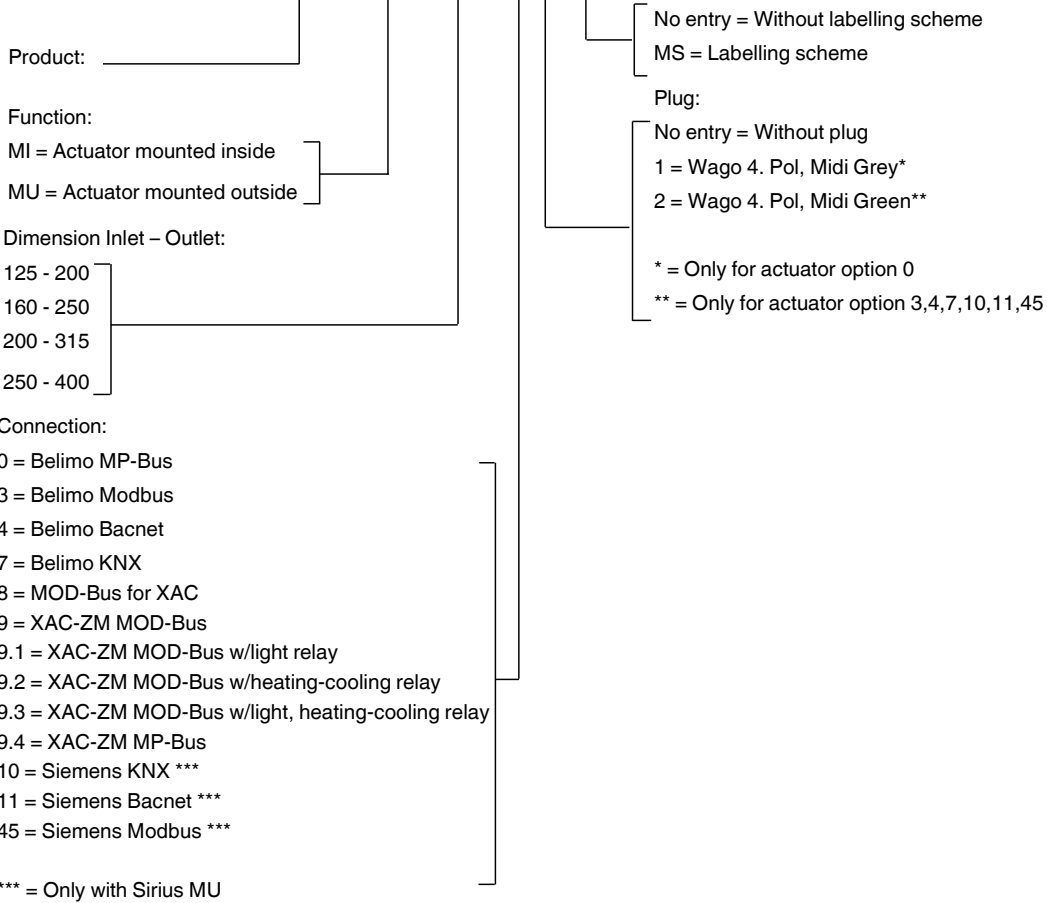 Product:
Function:
MI = Actuator mounted inside
MU = Actuator mounted outside
Dimension Inlet – Outlet:
125 - 200
160 - 250
200 - 315
250 - 400
Connection:
0 = Belimo MP-Bus
3 = Belimo Modbus
4 = Belimo Bacnet
7 = Belimo KNX
8 = MOD-Bus for XAC
9 = XAC-ZM MOD-Bus
9.1 = XAC-ZM MOD-Bus w/light relay
9.2 = XAC-ZM MOD-Bus w/heating-cooling relay
9.3 = XAC-ZM MOD-Bus w/light, heating-cooling relay
9.4 = XAC-ZM MP-Bus
10 = Siemens KNX ***
11 = Siemens Bacnet ***
45 = Siemens Modbus ***
*** = Only with Sirius MU
No entry = Without labelling scheme
MS = Labelling scheme
Plug:
No entry = Without plug
1 = Wago 4. Pol, Midi Grey*
2 = Wago 4. Pol, Midi Green**
* = Only for actuator option 0
** = Only for actuator option 3,4,7,10,11,45